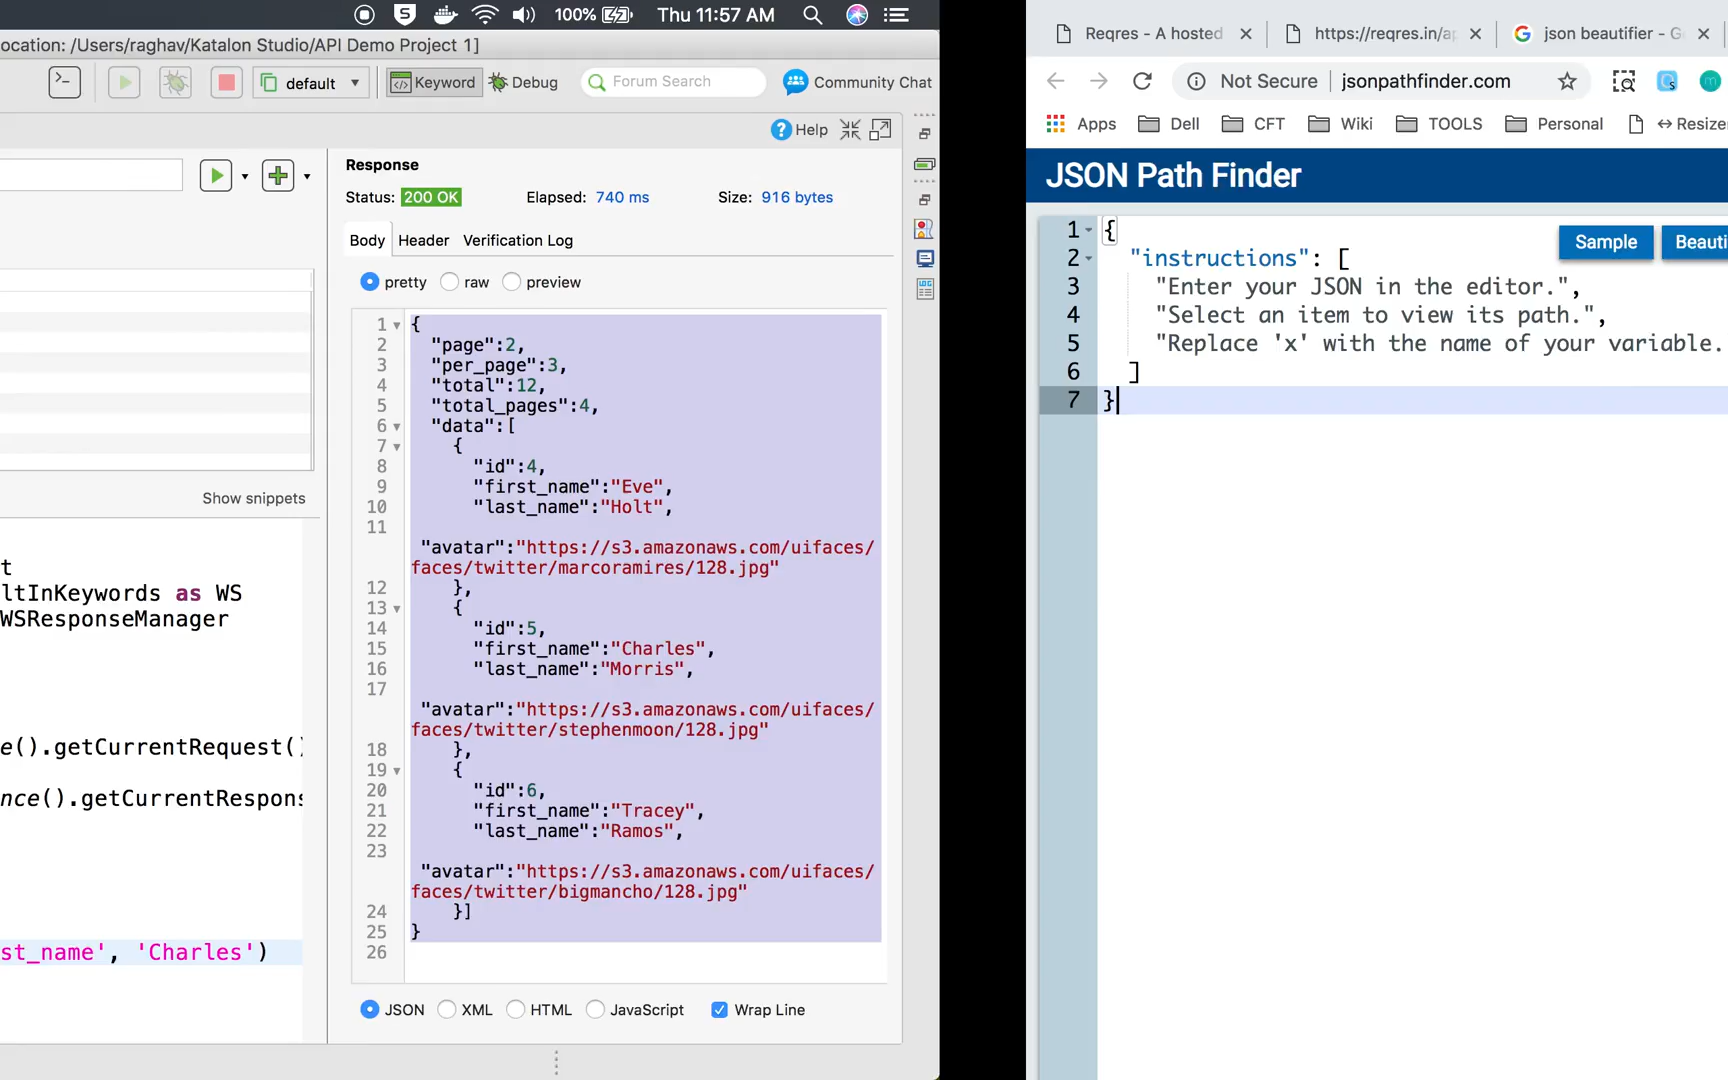 100%
Thu 11:57 AM
ocation: /Users/raghav/Katalon Studio/API Demo Project 1]
default
Keyword
Debug
Forum Search
Community Chat
Help
Show snippets
t
ltInKeywords as WS
WSResponseManager
e().getCurrentRequest()
nce().getCurrentRespons
st_name', 'Charles')
Response
Status: 200 OK
Elapsed: 740 ms
Size: 916 bytes
Body
Header
Verification Log
pretty
raw
preview
1 {
2 "page":2,
3 "per_page":3,
4 "total":12,
5 "total_pages":4,
6 "data":[
7 {
8 "id":4,
9 "first_name":"Eve",
10 "last_name":"Holt",
11
"avatar":"https://s3.amazonaws.com/uifaces/
faces/twitter/marcoramires/128.jpg"
12 },
13 {
14 "id":5,
15 "first_name":"Charles",
16 "last_name":"Morris",
17
"avatar":"https://s3.amazonaws.com/uifaces/
faces/twitter/stephenmoon/128.jpg"
18 },
19 {
20 "id":6,
21 "first_name":"Tracey",
22 "last_name":"Ramos",
23
"avatar":"https://s3.amazonaws.com/uifaces/
faces/twitter/bigmancho/128.jpg"
24 }]
25 }
26
JSON
XML
HTML
JavaScript
Wrap Line
Reqres - A hosted
https://reqres.in/ap
json beautifier - G
Not Secure
jsonpathfinder.com
Apps
Dell
CFT
Wiki
TOOLS
Personal
↔ Resizer
JSON Path Finder
Sample
Beauti
1 {
2 "instructions": [
3 "Enter your JSON in the editor.",
4 "Select an item to view its path.",
5 "Replace 'x' with the name of your variable.
6 ]
7 }